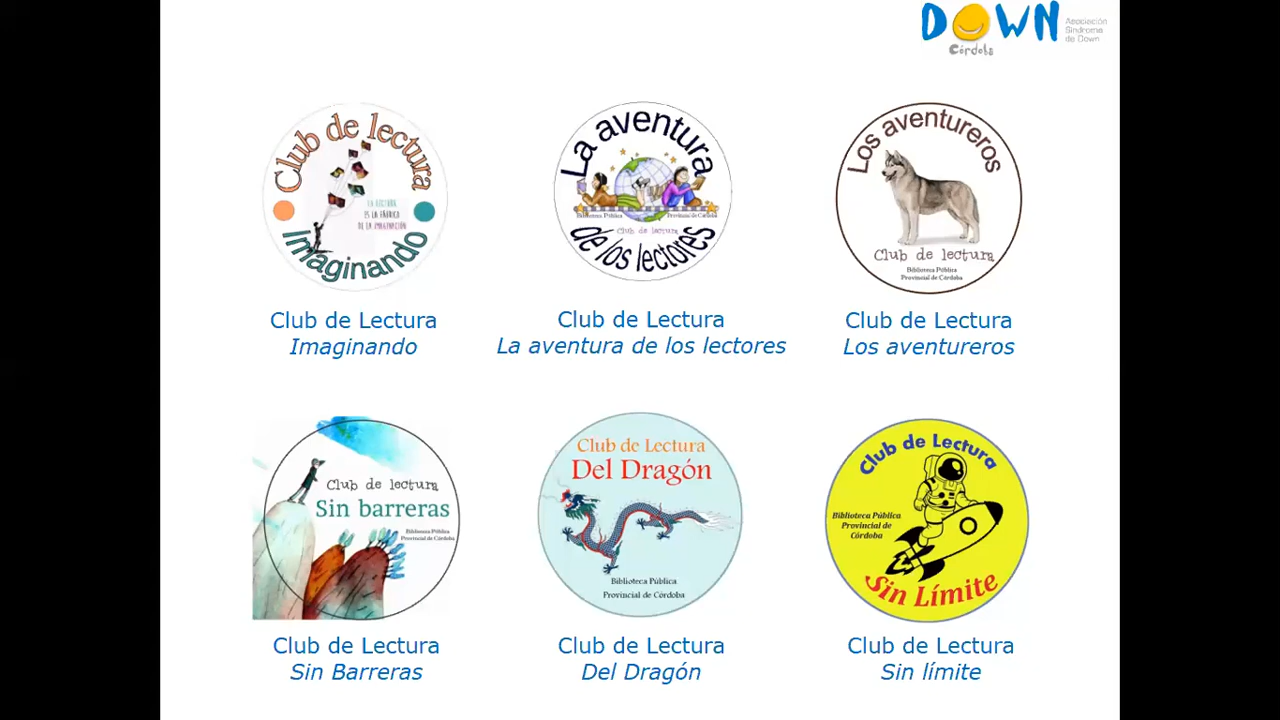 DOWN
Córdoba
Asociación
Síndrome
de Down
Club de lectura
LA LECTURA
ES LA FÁBRICA
DE LA IMAGINACIÓN
Imaginando
Club de Lectura
Imaginando
La aventura
Biblioteca Pública Provincial de Córdoba
Club de lectura
de los lectores
Club de Lectura
La aventura de los lectores
Los aventureros
Club de lectura
Biblioteca Pública
Provincial de Córdoba
Club de Lectura
Los aventureros
Club de lectura
Sin barreras
Biblioteca Pública
Provincial de Córdoba
Club de Lectura
Sin Barreras
Club de Lectura
Del Dragón
Biblioteca Pública
Provincial de Córdoba
Club de Lectura
Del Dragón
Club de Lectura
Biblioteca Pública
Provincial de
Córdoba
Sin Límite
Club de Lectura
Sin límite